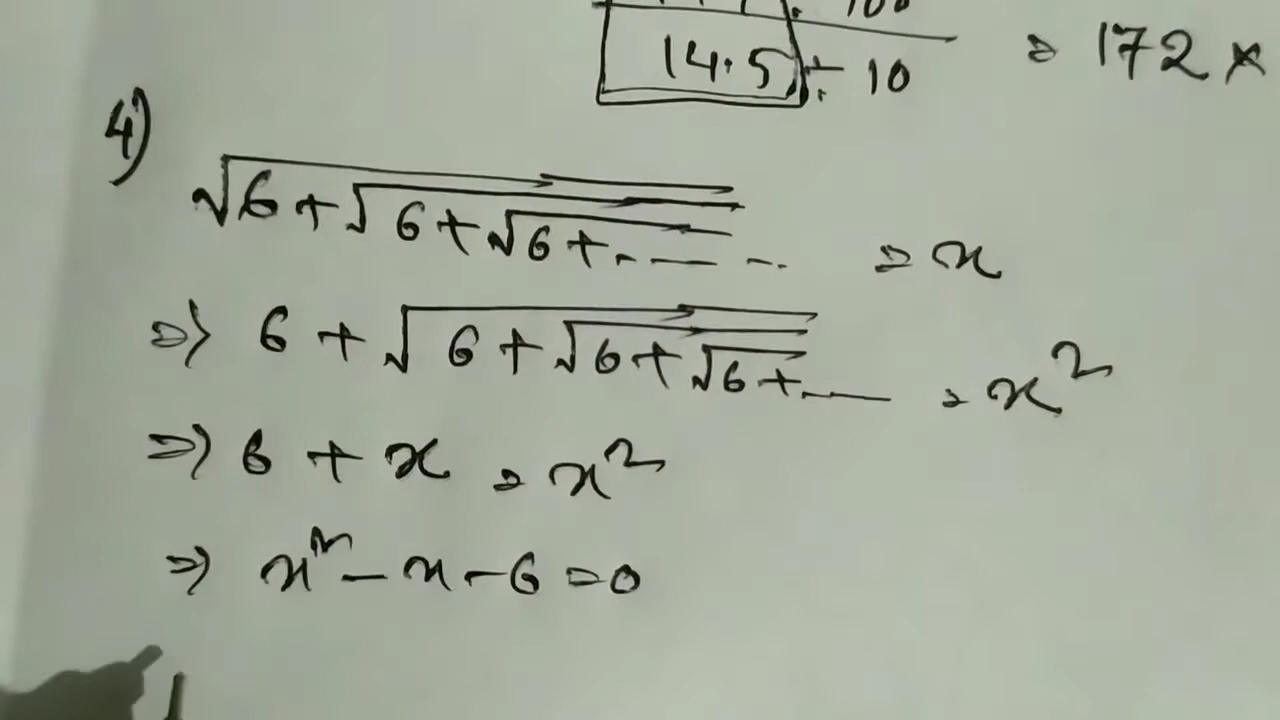 14.5 ÷ 10 = 172 ×
4)
√6+√6+√6+.—— -.. = x
⇒ 6 + √6+√6+√6+.—— = x²
⇒ 6 + x = x²
⇒ x² - x - 6 = 0